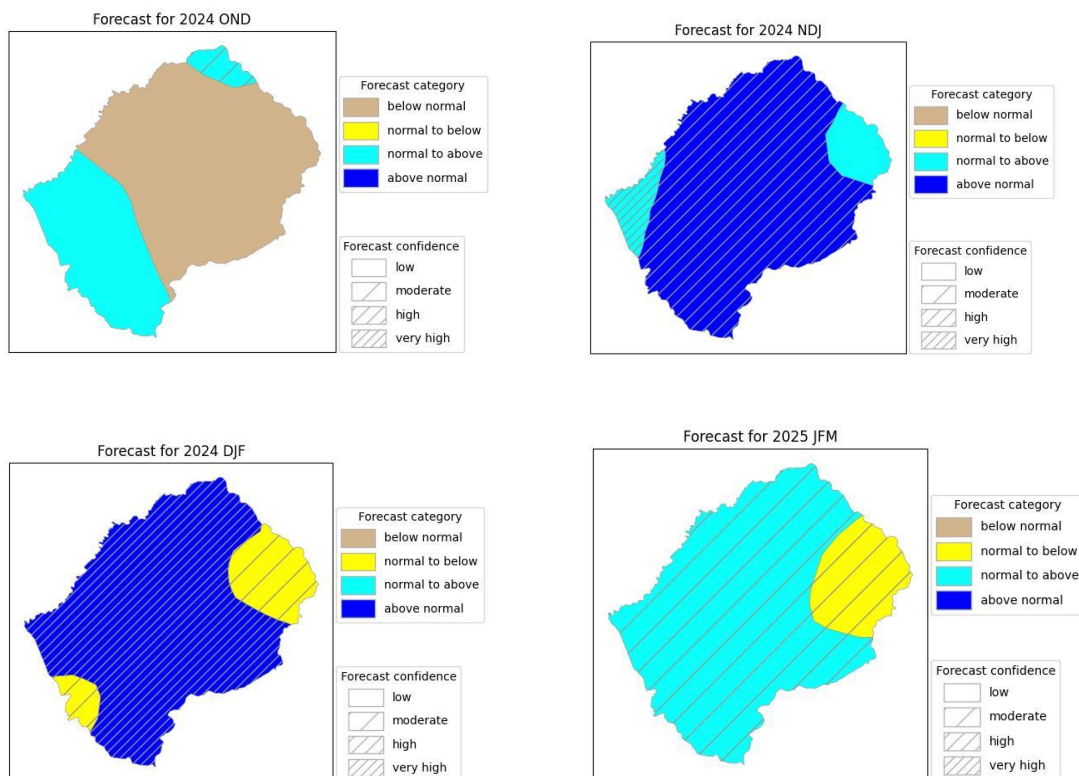 Forecast for 2024 OND
Forecast category
below normal
normal to below
normal to above
above normal
Forecast confidence
low
moderate
high
very high
Forecast for 2024 NDJ
Forecast category
below normal
normal to below
normal to above
above normal
Forecast confidence
low
moderate
high
very high
Forecast for 2024 DJF
Forecast category
below normal
normal to below
normal to above
above normal
Forecast confidence
low
moderate
high
very high
Forecast for 2025 JFM
Forecast category
below normal
normal to below
normal to above
above normal
Forecast confidence
low
moderate
high
very high